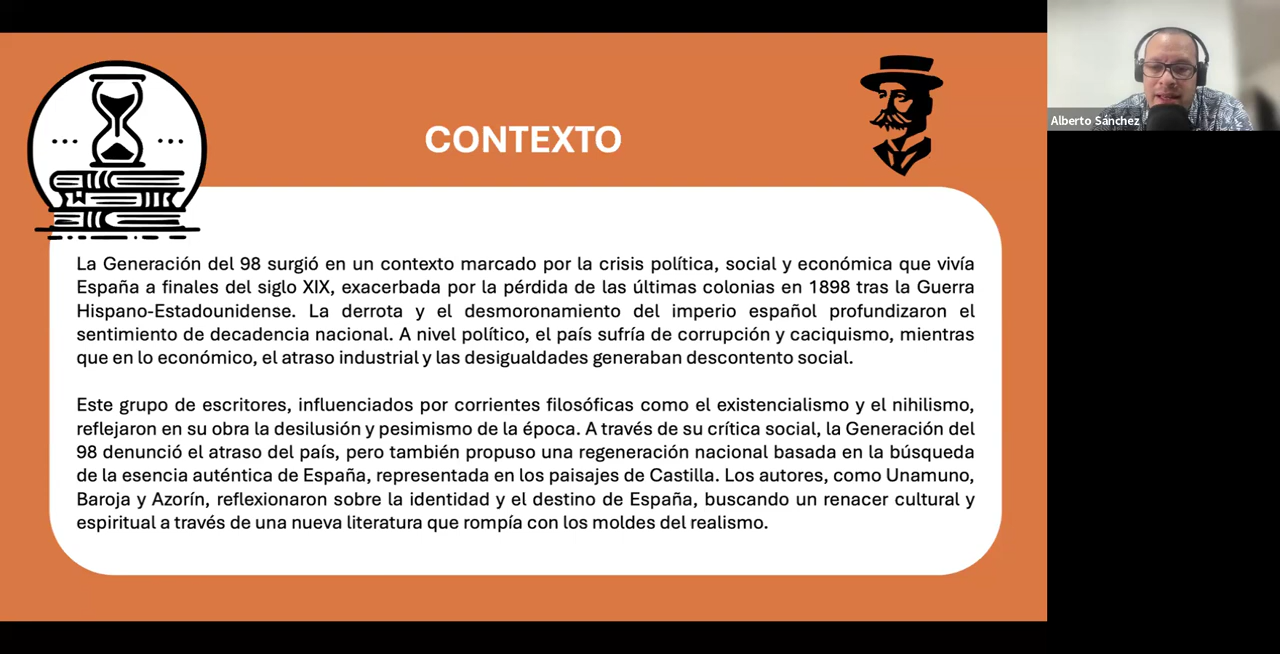 CONTEXTO
Alberto Sánchez
La Generación del 98 surgió en un contexto marcado por la crisis política, social y económica que vivía
España a finales del siglo XIX, exacerbada por la pérdida de las últimas colonias en 1898 tras la Guerra
Hispano-Estadounidense. La derrota y el desmoronamiento del imperio español profundizaron el
sentimiento de decadencia nacional. A nivel político, el país sufría de corrupción y caciquismo, mientras
que en lo económico, el atraso industrial y las desigualdades generaban descontento social.
Este grupo de escritores, influenciados por corrientes filosóficas como el existencialismo y el nihilismo,
reflejaron en su obra la desilusión y pesimismo de la época. A través de su crítica social, la Generación del
98 denunció el atraso del país, pero también propuso una regeneración nacional basada en la búsqueda
de la esencia auténtica de España, representada en los paisajes de Castilla. Los autores, como Unamuno,
Baroja y Azorín, reflexionaron sobre la identidad y el destino de España, buscando un renacer cultural y
espiritual a través de una nueva literatura que rompía con los moldes del realismo.